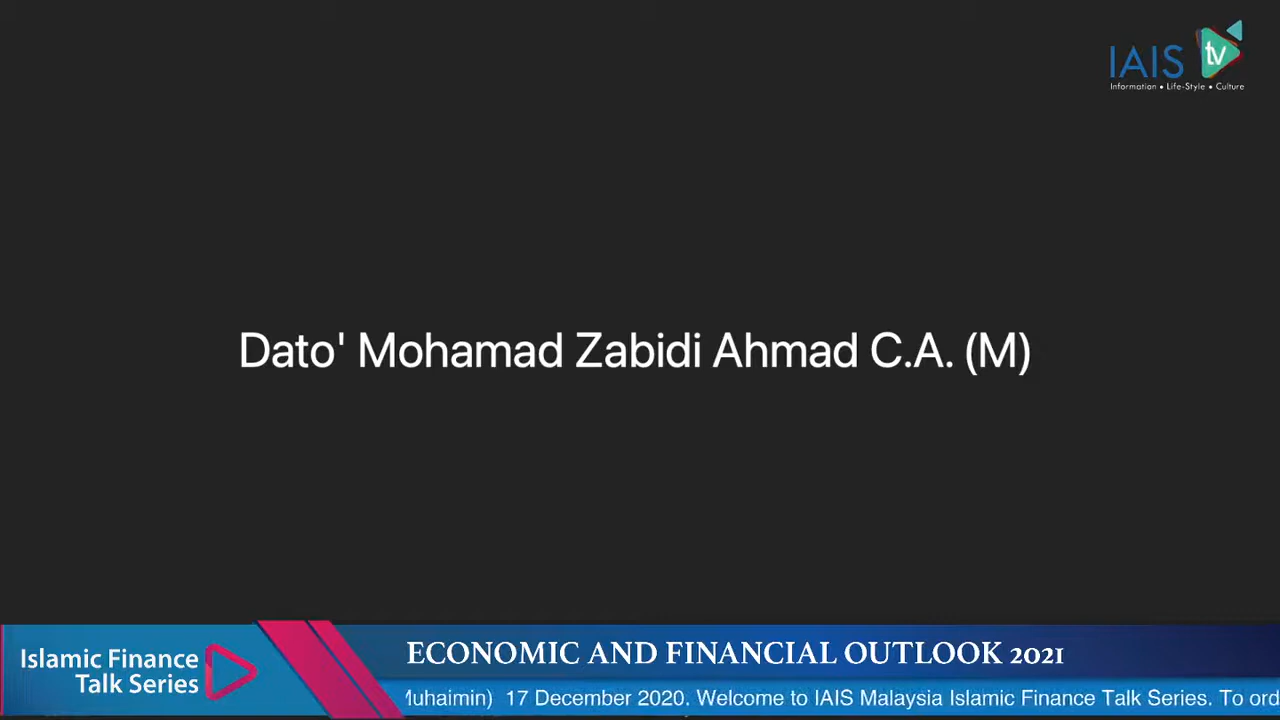 IAIS tv
Information • Life-Style • Culture
Dato' Mohamad Zabidi Ahmad C.A. (M)
Islamic Finance
Talk Series
ECONOMIC AND FINANCIAL OUTLOOK 2021
17 December 2020. Welcome to IAIS Malaysia Islamic Finance Talk Series. To